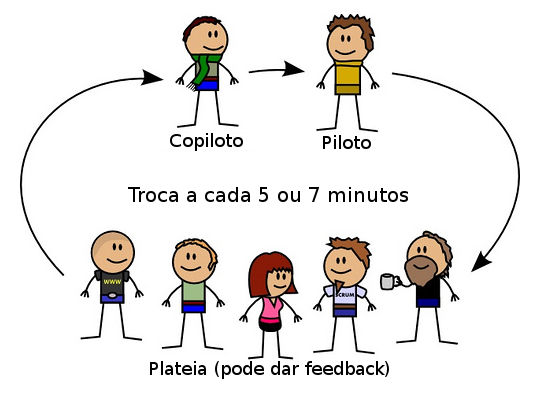 Copiloto
Piloto
Troca a cada 5 ou 7 minutos
WWW
SCRUM
Plateia (pode dar feedback)